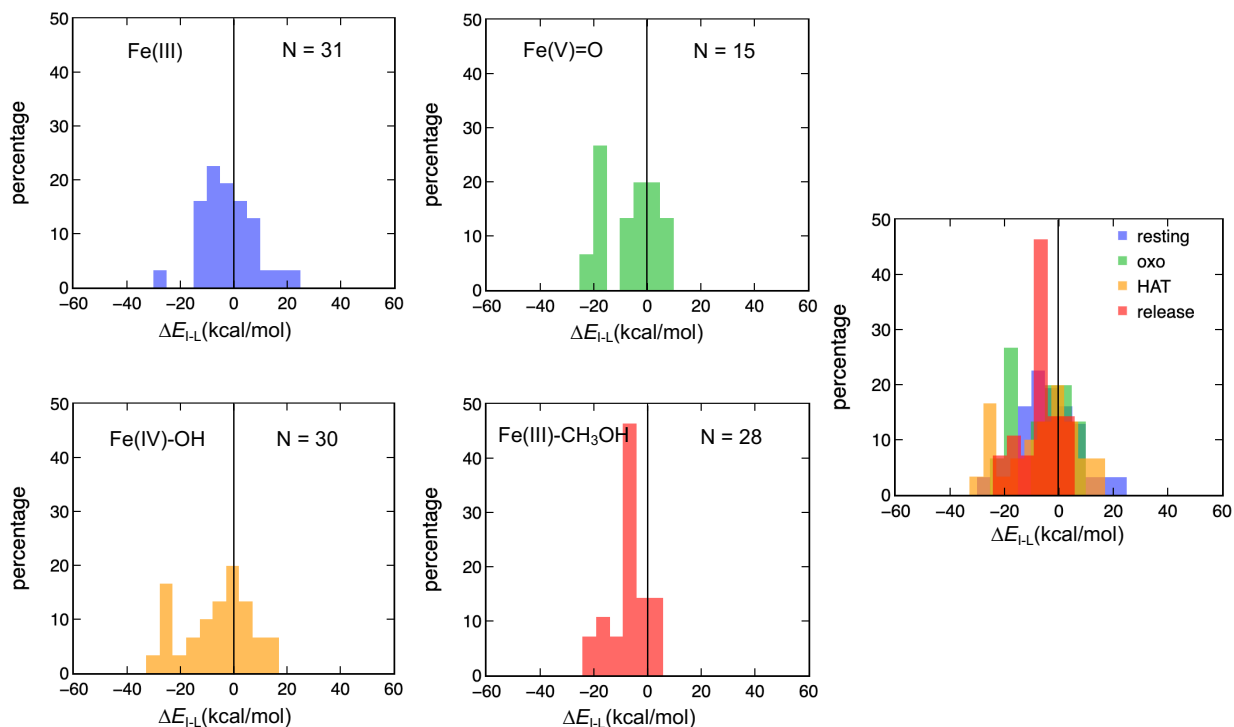 50
40
30
20
10
0
percentage
Fe(III)
N = 31
−60 −40 −20 0 20 40 60
ΔE_I-L(kcal/mol)
50
40
30
20
10
0
percentage
Fe(V)=O
N = 15
−60 −40 −20 0 20 40 60
ΔE_I-L(kcal/mol)
50
40
30
20
10
0
percentage
resting
oxo
HAT
release
−60 −40 −20 0 20 40 60
ΔE_I-L(kcal/mol)
50
40
30
20
10
0
percentage
Fe(IV)-OH
N = 30
−60 −40 −20 0 20 40 60
ΔE_I-L(kcal/mol)
50
40
30
20
10
0
percentage
Fe(III)-CH₃OH
N = 28
−60 −40 −20 0 20 40 60
ΔE_I-L(kcal/mol)